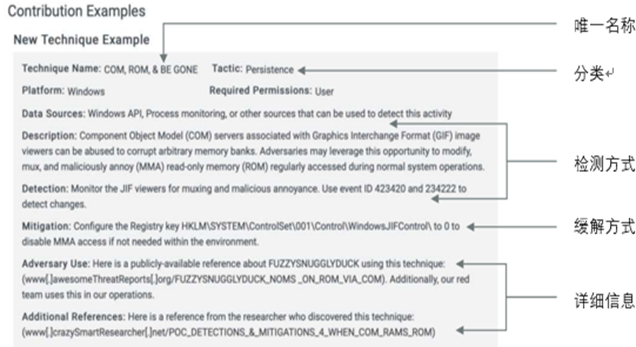 Contribution Examples
New Technique Example
Technique Name: COM, ROM, & BE GONE Tactic: Persistence
Platform: Windows Required Permissions: User
Data Sources: Windows API, Process monitoring, or other sources that can be used to detect this activity
Description: Component Object Model (COM) servers associated with Graphics Interchange Format (GIF) image
viewers can be abused to corrupt arbitrary memory banks. Adversaries may leverage this opportunity to modify,
mux, and maliciously annoy (MMA) read-only memory (ROM) regularly accessed during normal system operations.
Detection: Monitor the JIF viewers for muxing and malicious annoyance. Use event ID 423420 and 234222 to
detect changes.
Mitigation: Configure the Registry key HKLM\SYSTEM\ControlSet\001\Control\WindowsJIFControl\ to 0 to
disable MMA access if not needed within the environment.
Adversary Use: Here is a publicly-available reference about FUZZYSNUGGLYDUCK using this technique:
(www[.]awesomeThreatReports[.]org/FUZZYSNUGGLYDUCK_NOMS _ON_ROM_VIA_COM). Additionally, our red
team uses this in our operations.
Additional References: Here is a reference from the researcher who discovered this technique:
(www[.]crazySmartResearcher[.]net/POC_DETECTIONS_&_MITIGATIONS_4_WHEN_COM_RAMS_ROM)
唯一名称
分类↵
检测方式
缓解方式
详细信息